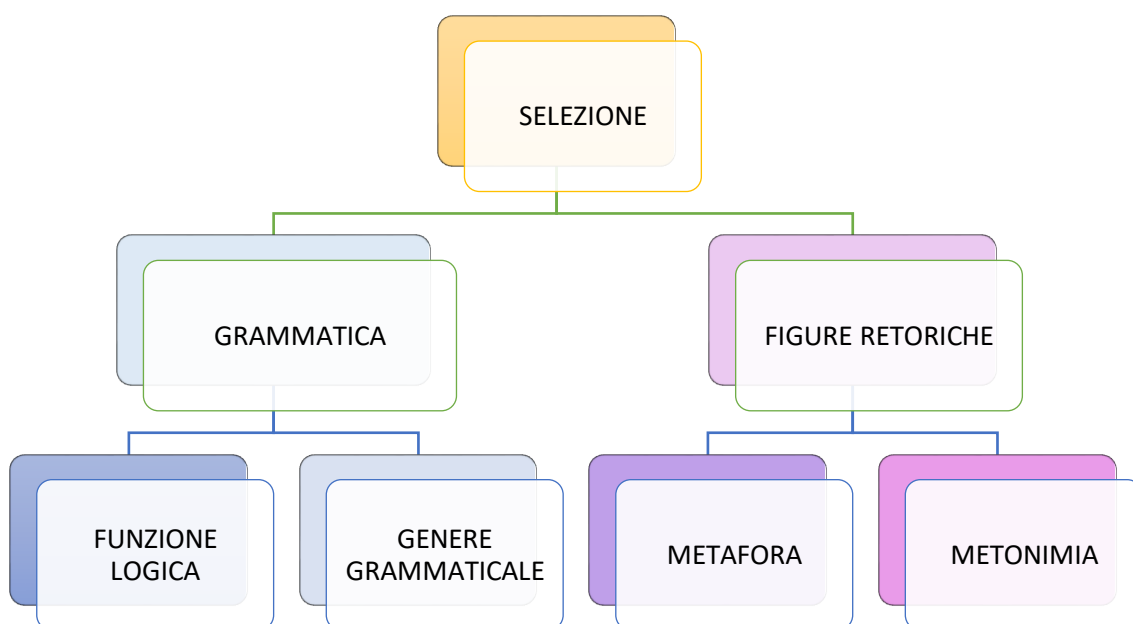 SELEZIONE
GRAMMATICA
FIGURE RETORICHE
FUNZIONE
LOGICA
GENERE
GRAMMATICALE
METAFORA
METONIMIA